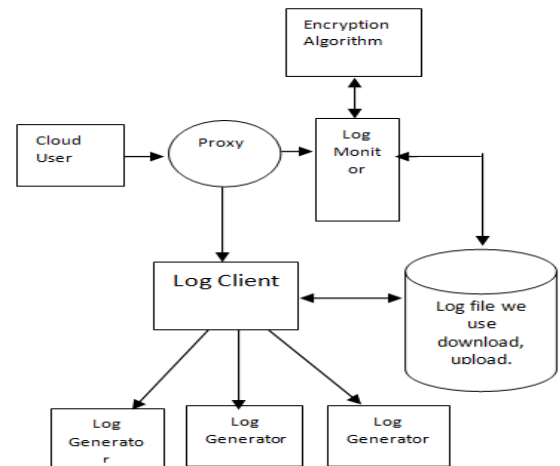 Encryption
Algorithm
Cloud
User
Proxy
Log
Monit
or
Log Client
Log file we
use
download,
upload.
Log
Generato
r
Log
Generator
Log
Generator